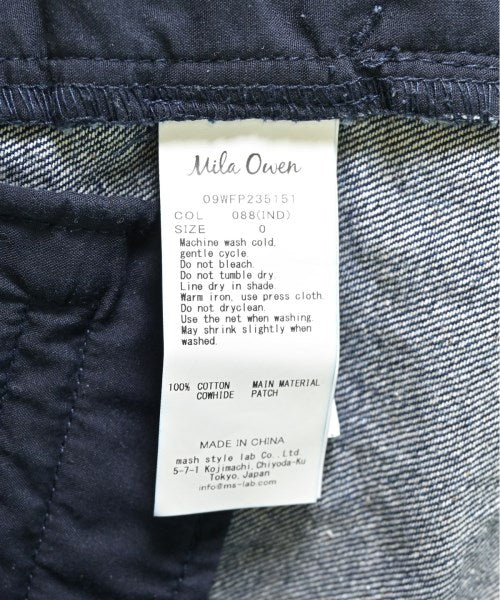 Mila Owen
09WFP235151
COL 088(IND)
SIZE 0
Machine wash cold,
gentle cycle.
Do not bleach.
Do not tumble dry.
Line dry in shade.
Warm iron, use press cloth.
Do not dryclean.
Use the net when washing.
May shrink slightly when
washed.
100% COTTON MAIN MATERIAL
COWHIDE PATCH
MADE IN CHINA
mash style lab Co., Ltd.
5-7-1 Kojimachi, Chiyoda-Ku
Tokyo, Japan
info@ms-lab.com